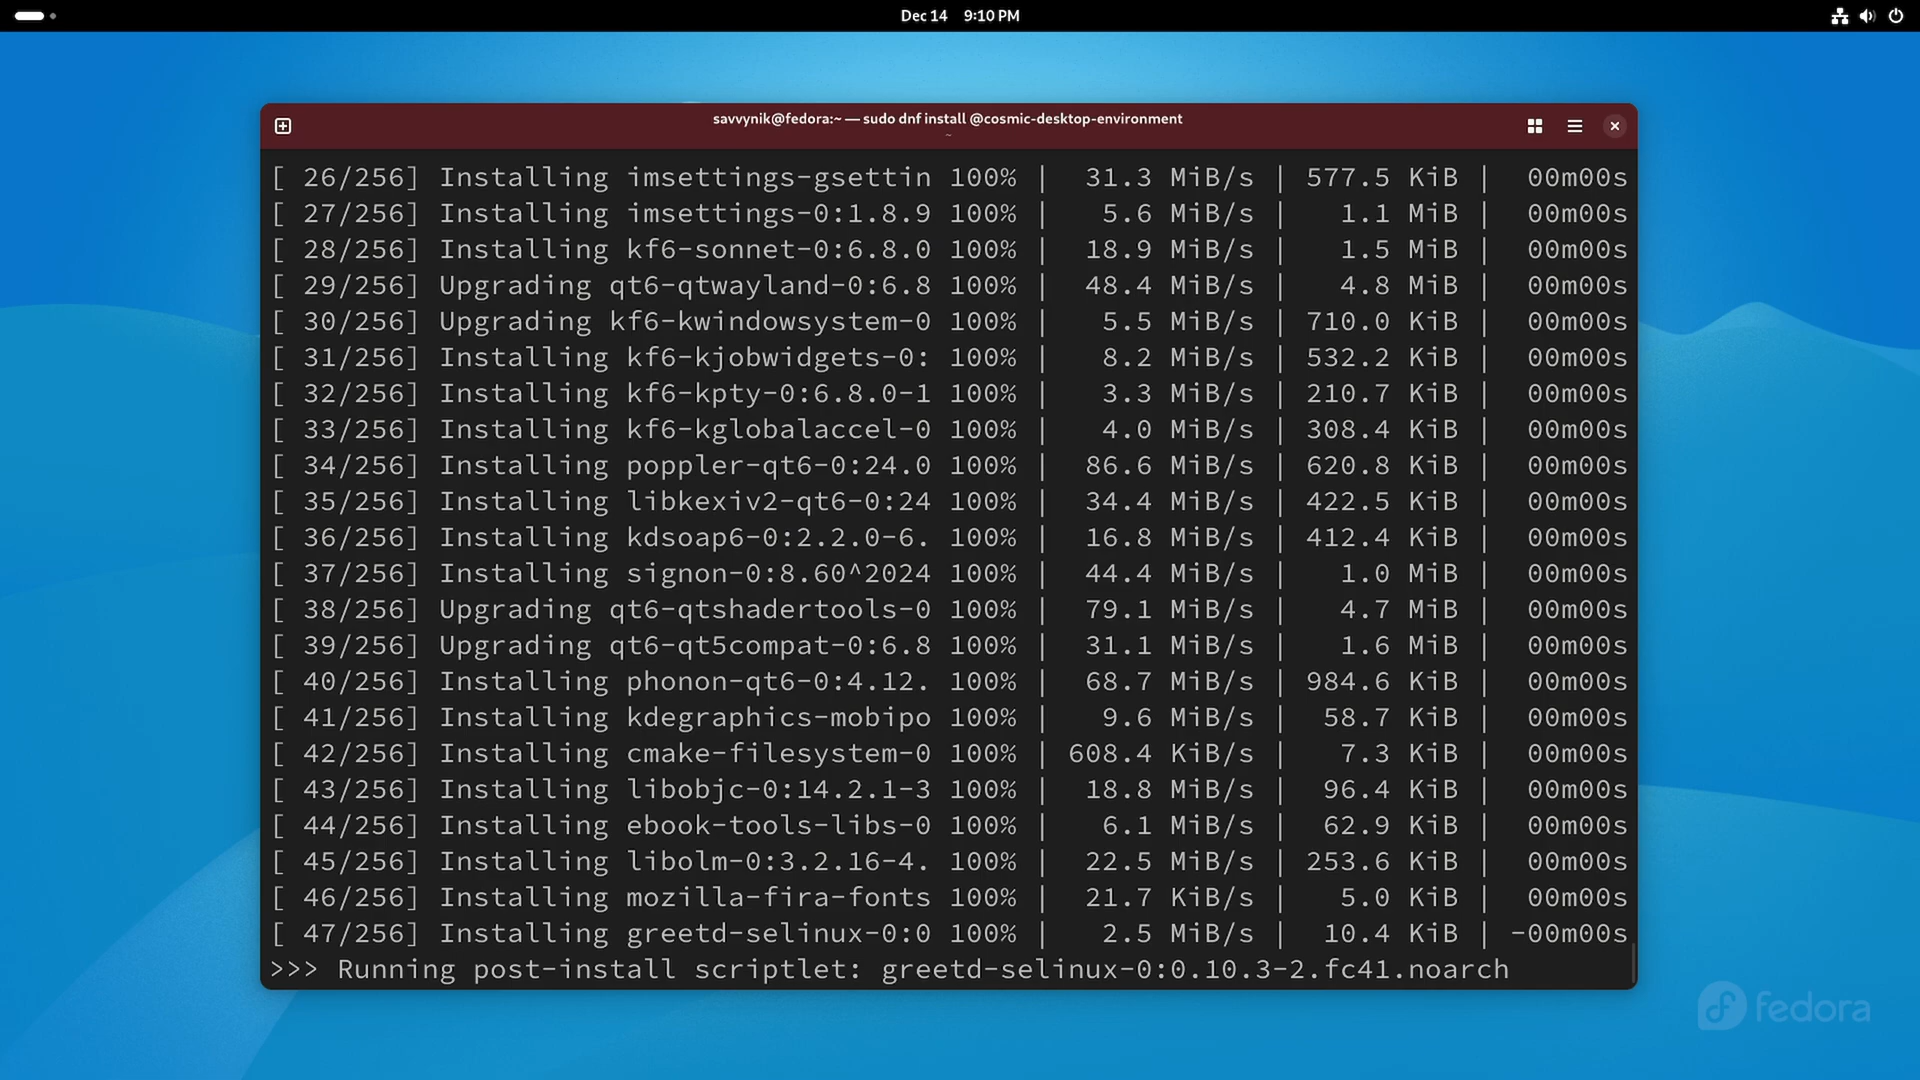 Dec 14 9:10 PM
savvynik@fedora:~ — sudo dnf install @cosmic-desktop-environment
~
[ 26/256] Installing imsettings-gsettin 100% | 31.3 MiB/s | 577.5 KiB | 00m00s
[ 27/256] Installing imsettings-0:1.8.9 100% | 5.6 MiB/s | 1.1 MiB | 00m00s
[ 28/256] Installing kf6-sonnet-0:6.8.0 100% | 18.9 MiB/s | 1.5 MiB | 00m00s
[ 29/256] Upgrading qt6-qtwayland-0:6.8 100% | 48.4 MiB/s | 4.8 MiB | 00m00s
[ 30/256] Upgrading kf6-kwindowsystem-0 100% | 5.5 MiB/s | 710.0 KiB | 00m00s
[ 31/256] Installing kf6-kjobwidgets-0: 100% | 8.2 MiB/s | 532.2 KiB | 00m00s
[ 32/256] Installing kf6-kpty-0:6.8.0-1 100% | 3.3 MiB/s | 210.7 KiB | 00m00s
[ 33/256] Installing kf6-kglobalaccel-0 100% | 4.0 MiB/s | 308.4 KiB | 00m00s
[ 34/256] Installing poppler-qt6-0:24.0 100% | 86.6 MiB/s | 620.8 KiB | 00m00s
[ 35/256] Installing libkexiv2-qt6-0:24 100% | 34.4 MiB/s | 422.5 KiB | 00m00s
[ 36/256] Installing kdsoap6-0:2.2.0-6. 100% | 16.8 MiB/s | 412.4 KiB | 00m00s
[ 37/256] Installing signon-0:8.60^2024 100% | 44.4 MiB/s | 1.0 MiB | 00m00s
[ 38/256] Upgrading qt6-qtshadertools-0 100% | 79.1 MiB/s | 4.7 MiB | 00m00s
[ 39/256] Upgrading qt6-qt5compat-0:6.8 100% | 31.1 MiB/s | 1.6 MiB | 00m00s
[ 40/256] Installing phonon-qt6-0:4.12. 100% | 68.7 MiB/s | 984.6 KiB | 00m00s
[ 41/256] Installing kdegraphics-mobipo 100% | 9.6 MiB/s | 58.7 KiB | 00m00s
[ 42/256] Installing cmake-filesystem-0 100% | 608.4 KiB/s | 7.3 KiB | 00m00s
[ 43/256] Installing libobjc-0:14.2.1-3 100% | 18.8 MiB/s | 96.4 KiB | 00m00s
[ 44/256] Installing ebook-tools-libs-0 100% | 6.1 MiB/s | 62.9 KiB | 00m00s
[ 45/256] Installing libolm-0:3.2.16-4. 100% | 22.5 MiB/s | 253.6 KiB | 00m00s
[ 46/256] Installing mozilla-fira-fonts 100% | 21.7 KiB/s | 5.0 KiB | 00m00s
[ 47/256] Installing greetd-selinux-0:0 100% | 2.5 MiB/s | 10.4 KiB | -00m00s
>>> Running post-install scriptlet: greetd-selinux-0:0.10.3-2.fc41.noarch
fedora